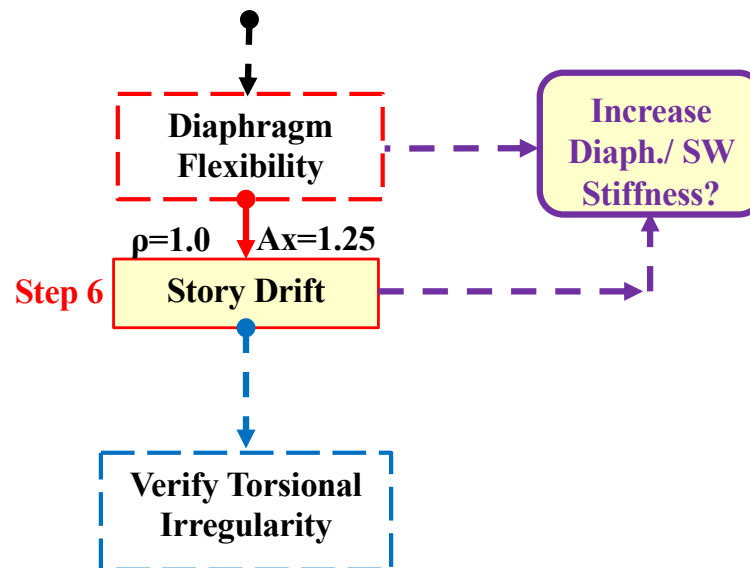 Diaphragm
Flexibility
Increase
Diaph./ SW
Stiffness?
ρ=1.0
Ax=1.25
Step 6
Story Drift
Verify Torsional
Irregularity